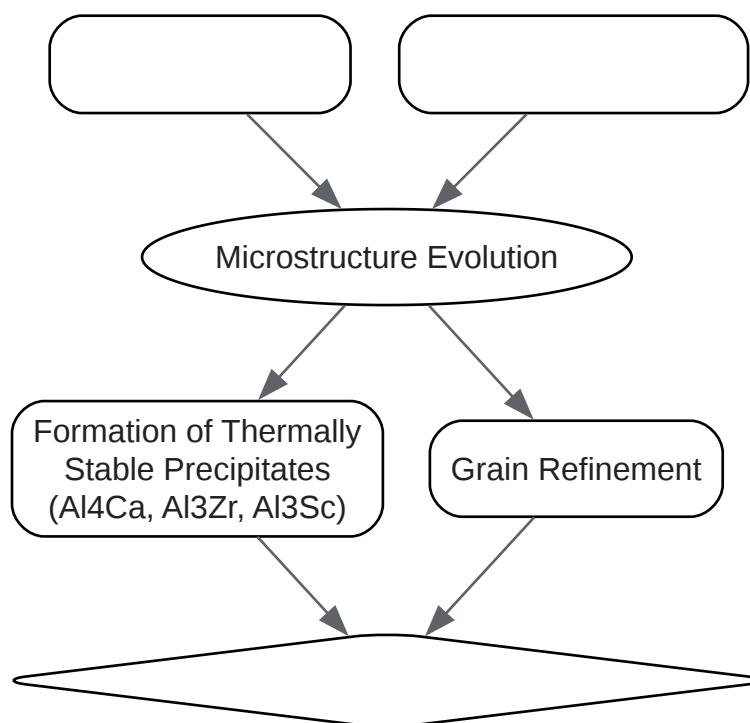 Microstructure Evolution
Formation of Thermally
Stable Precipitates
(Al4Ca, Al3Zr, Al3Sc)
Grain Refinement